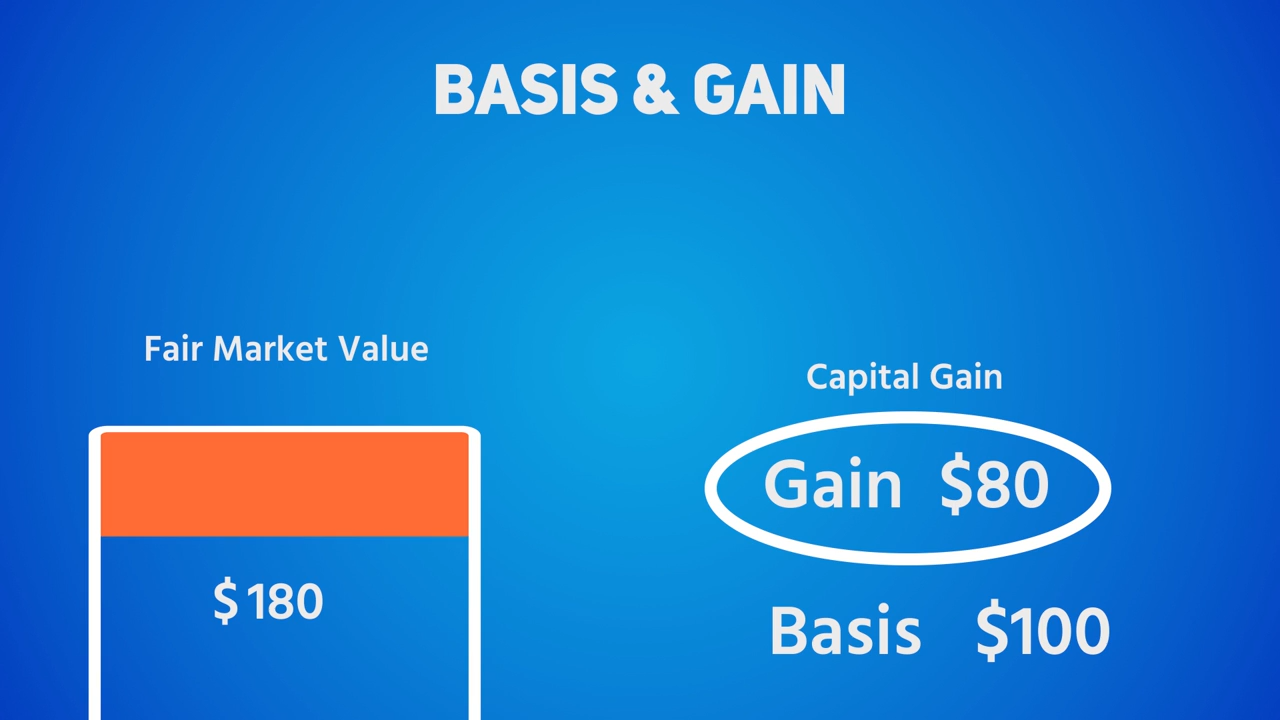 BASIS & GAIN
Fair Market Value
$ 180
Capital Gain
Gain $80
Basis $100